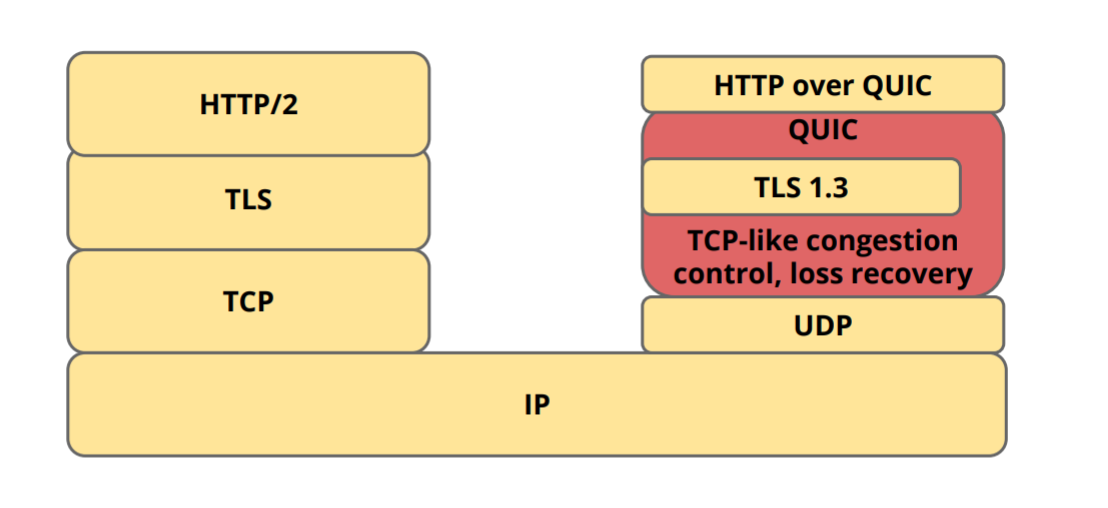 HTTP/2
TLS
TCP
HTTP over QUIC
QUIC
TLS 1.3
TCP-like congestion
control, loss recovery
UDP
IP